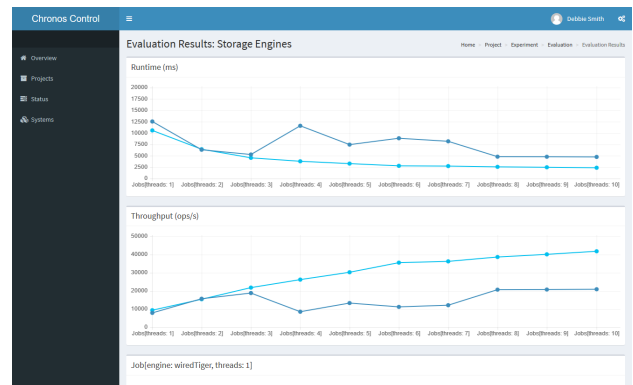 Chronos Control
Debbie Smith
Overview
Projects
Status
Systems
Evaluation Results: Storage Engines
Home > Project > Experiment > Evaluation > Evaluation Results
Runtime (ms)
20000
17500
15000
12500
10000
7500
5000
2500
0
Jobs[threads: 1] Jobs[threads: 2] Jobs[threads: 3] Jobs[threads: 4] Jobs[threads: 5] Jobs[threads: 6] Jobs[threads: 7] Jobs[threads: 8] Jobs[threads: 9] Jobs[threads: 10]
Throughput (ops/s)
50000
40000
30000
20000
10000
0
Jobs[threads: 1] Jobs[threads: 2] Jobs[threads: 3] Jobs[threads: 4] Jobs[threads: 5] Jobs[threads: 6] Jobs[threads: 7] Jobs[threads: 8] Jobs[threads: 9] Jobs[threads: 10]
Job[engine: wiredTiger, threads: 1]